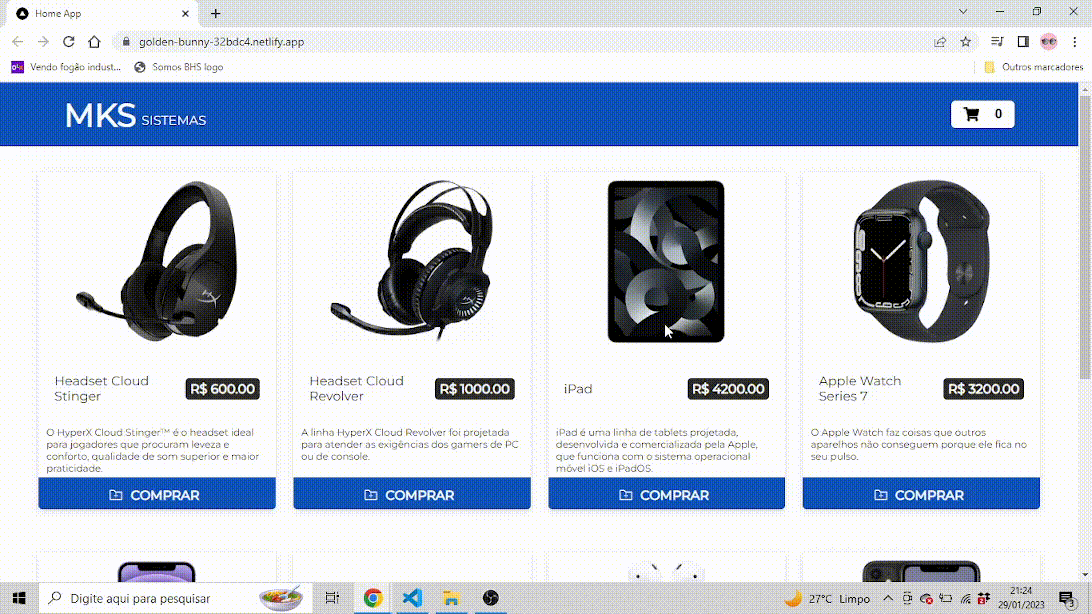 Home App
golden-bunny-32bdc4.netlify.app
Vendo fogão indust...
Somos BHS logo
Outros marcadores
MKS SISTEMAS
0
Headset Cloud
Stinger
R$ 600.00
O HyperX Cloud Stinger™ é o headset ideal
para jogadores que procuram leveza e
conforto, qualidade de som superior e maior
praticidade.
COMPRAR
Headset Cloud
Revolver
R$ 1000.00
A linha HyperX Cloud Revolver foi projetada
para atender as exigências dos gamers de PC
ou de console.
COMPRAR
iPad
R$ 4200.00
iPad é uma linha de tablets projetada,
desenvolvida e comercializada pela Apple,
que funciona com o sistema operacional
móvel iOS e iPadOS.
COMPRAR
Apple Watch
Series 7
R$ 3200.00
O Apple Watch faz coisas que outros
aparelhos não conseguem porque ele fica no
seu pulso.
COMPRAR
Digite aqui para pesquisar
27°C Limpo
21:24
29/01/2023
3